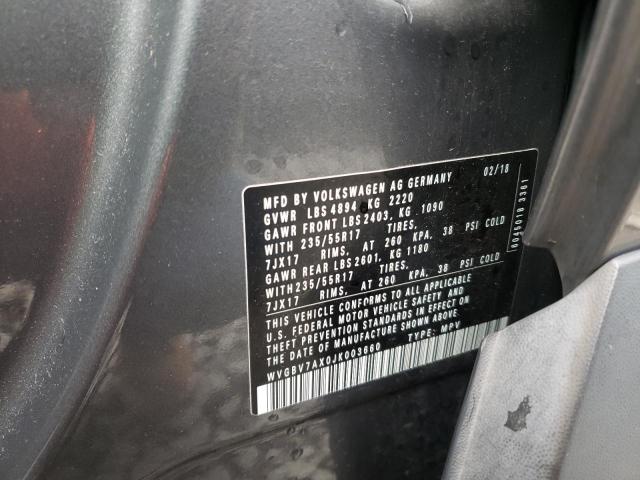 MFD BY VOLKSWAGEN AG GERMANY 02/18
GVWR LBS 4894 KG 2220
GAWR FRONT LBS 2403, KG 1090
WITH 235/55R17 TIRES,
7JX17 RIMS, AT 260 KPA, 38 PSI COLD
GAWR REAR LBS 2601, KG 1180
WITH 235/55R17 TIRES,
7JX17 RIMS, AT 260 KPA, 38 PSI COLD
THIS VEHICLE CONFORMS TO ALL APPLICABLE
U.S. FEDERAL MOTOR VEHICLE SAFETY AND
THEFT PREVENTION STANDARDS IN EFFECT ON
THE DATE OF MANUFACTURE SHOWN ABOVE
WVGBV7AX0JK003660 TYPE: MPV